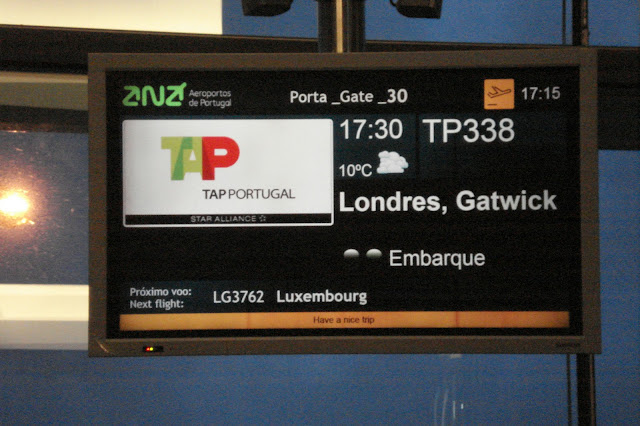 ana Aeroportos de Portugal
Porta _Gate _30
17:15
TAP
TAP PORTUGAL
STAR ALLIANCE
17:30 TP338
10ºC
Londres, Gatwick
Embarque
Próximo voo:
Next flight:
LG3762 Luxembourg
Have a nice trip